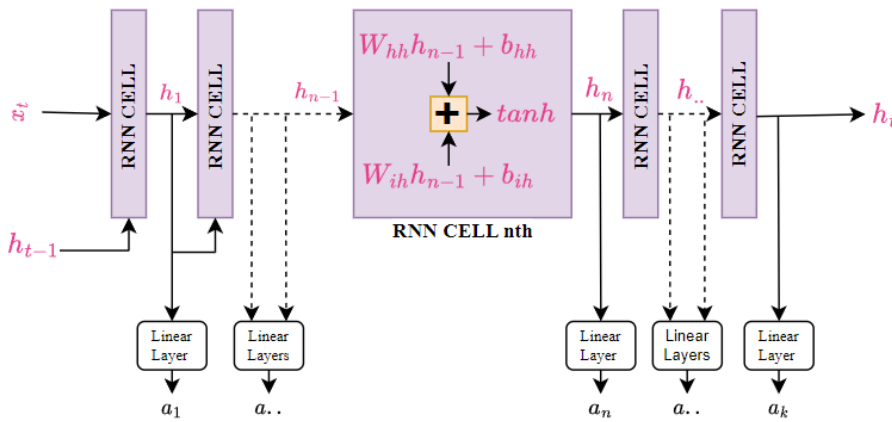 x_t
RNN CELL
h_1
RNN CELL
h_{n-1}
W_{hh}h_{n-1} + b_{hh}
+
tanh
W_{ih}h_{n-1} + b_{ih}
RNN CELL nth
h_n
RNN CELL
h_{..}
RNN CELL
h_{t-1}
Linear
Layer
Linear
Layers
Linear
Layer
Linear
Layers
Linear
Layer
a_1
a..
a_n
a..
a_k